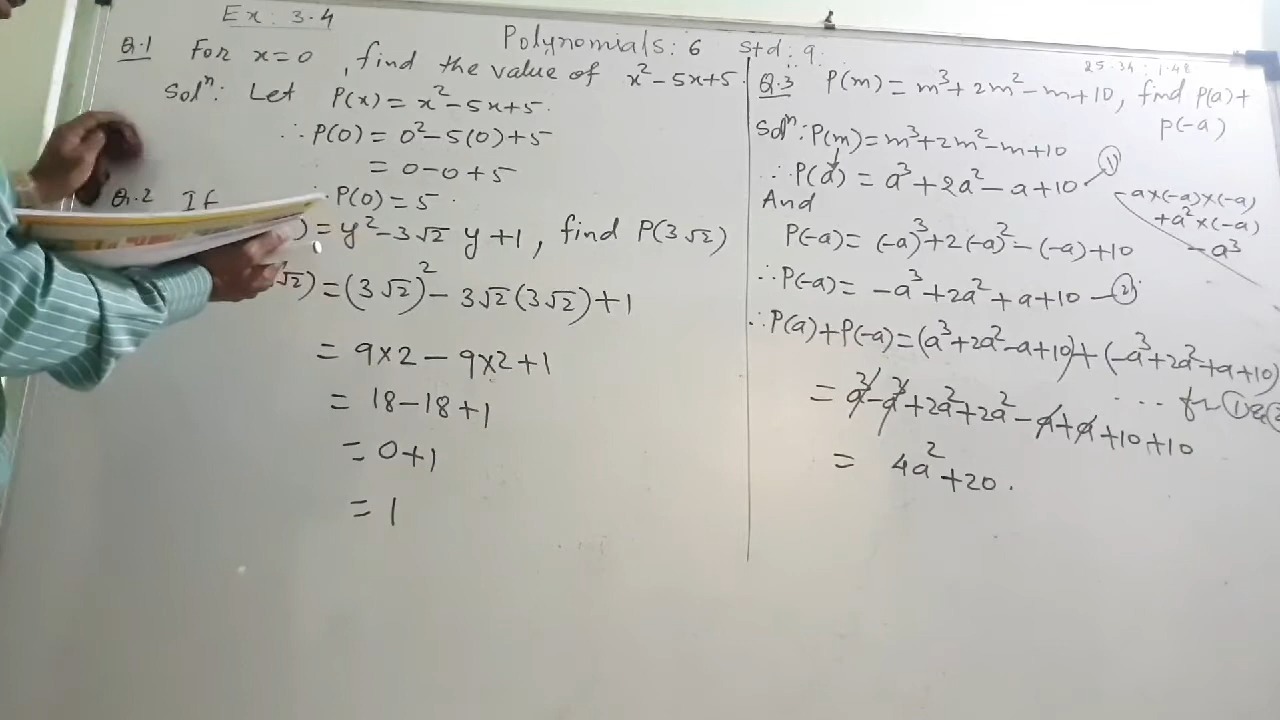 Ex: 3.4
Polynomials: 6 std: 9.
Q.1 For x=0, find the value of x²-5x+5.
Solⁿ: Let P(x) = x²-5x+5.
∴ P(0) = 0²-5(0)+5
= 0-0+5
∴ P(0) = 5.
Q.2 If
) = y²-3√2 y+1, find P(3√2)
√2) = (3√2)² - 3√2(3√2)+1
= 9×2 - 9×2+1
= 18-18+1
= 0+1
= 1
25.34: 1.48
Q.3 P(m) = m³+2m²-m+10, find P(a)+
P(-a)
Solⁿ: P(m) = m³+2m²-m+10
∴ P(a) = a³+2a²-a+10 - ①
And
P(-a) = (-a)³+2(-a)²-(-a)+10
∴ P(-a) = -a³+2a²+a+10 - ②
-a×(-a)×(-a)
+a²×(-a)
-a³
∴ P(a)+P(-a) = (a³+2a²-a+10)+(-a³+2a²+a+10)
... fr ① & ②
= a³-a³+2a²+2a²-a+a+10+10
= 4a²+20.